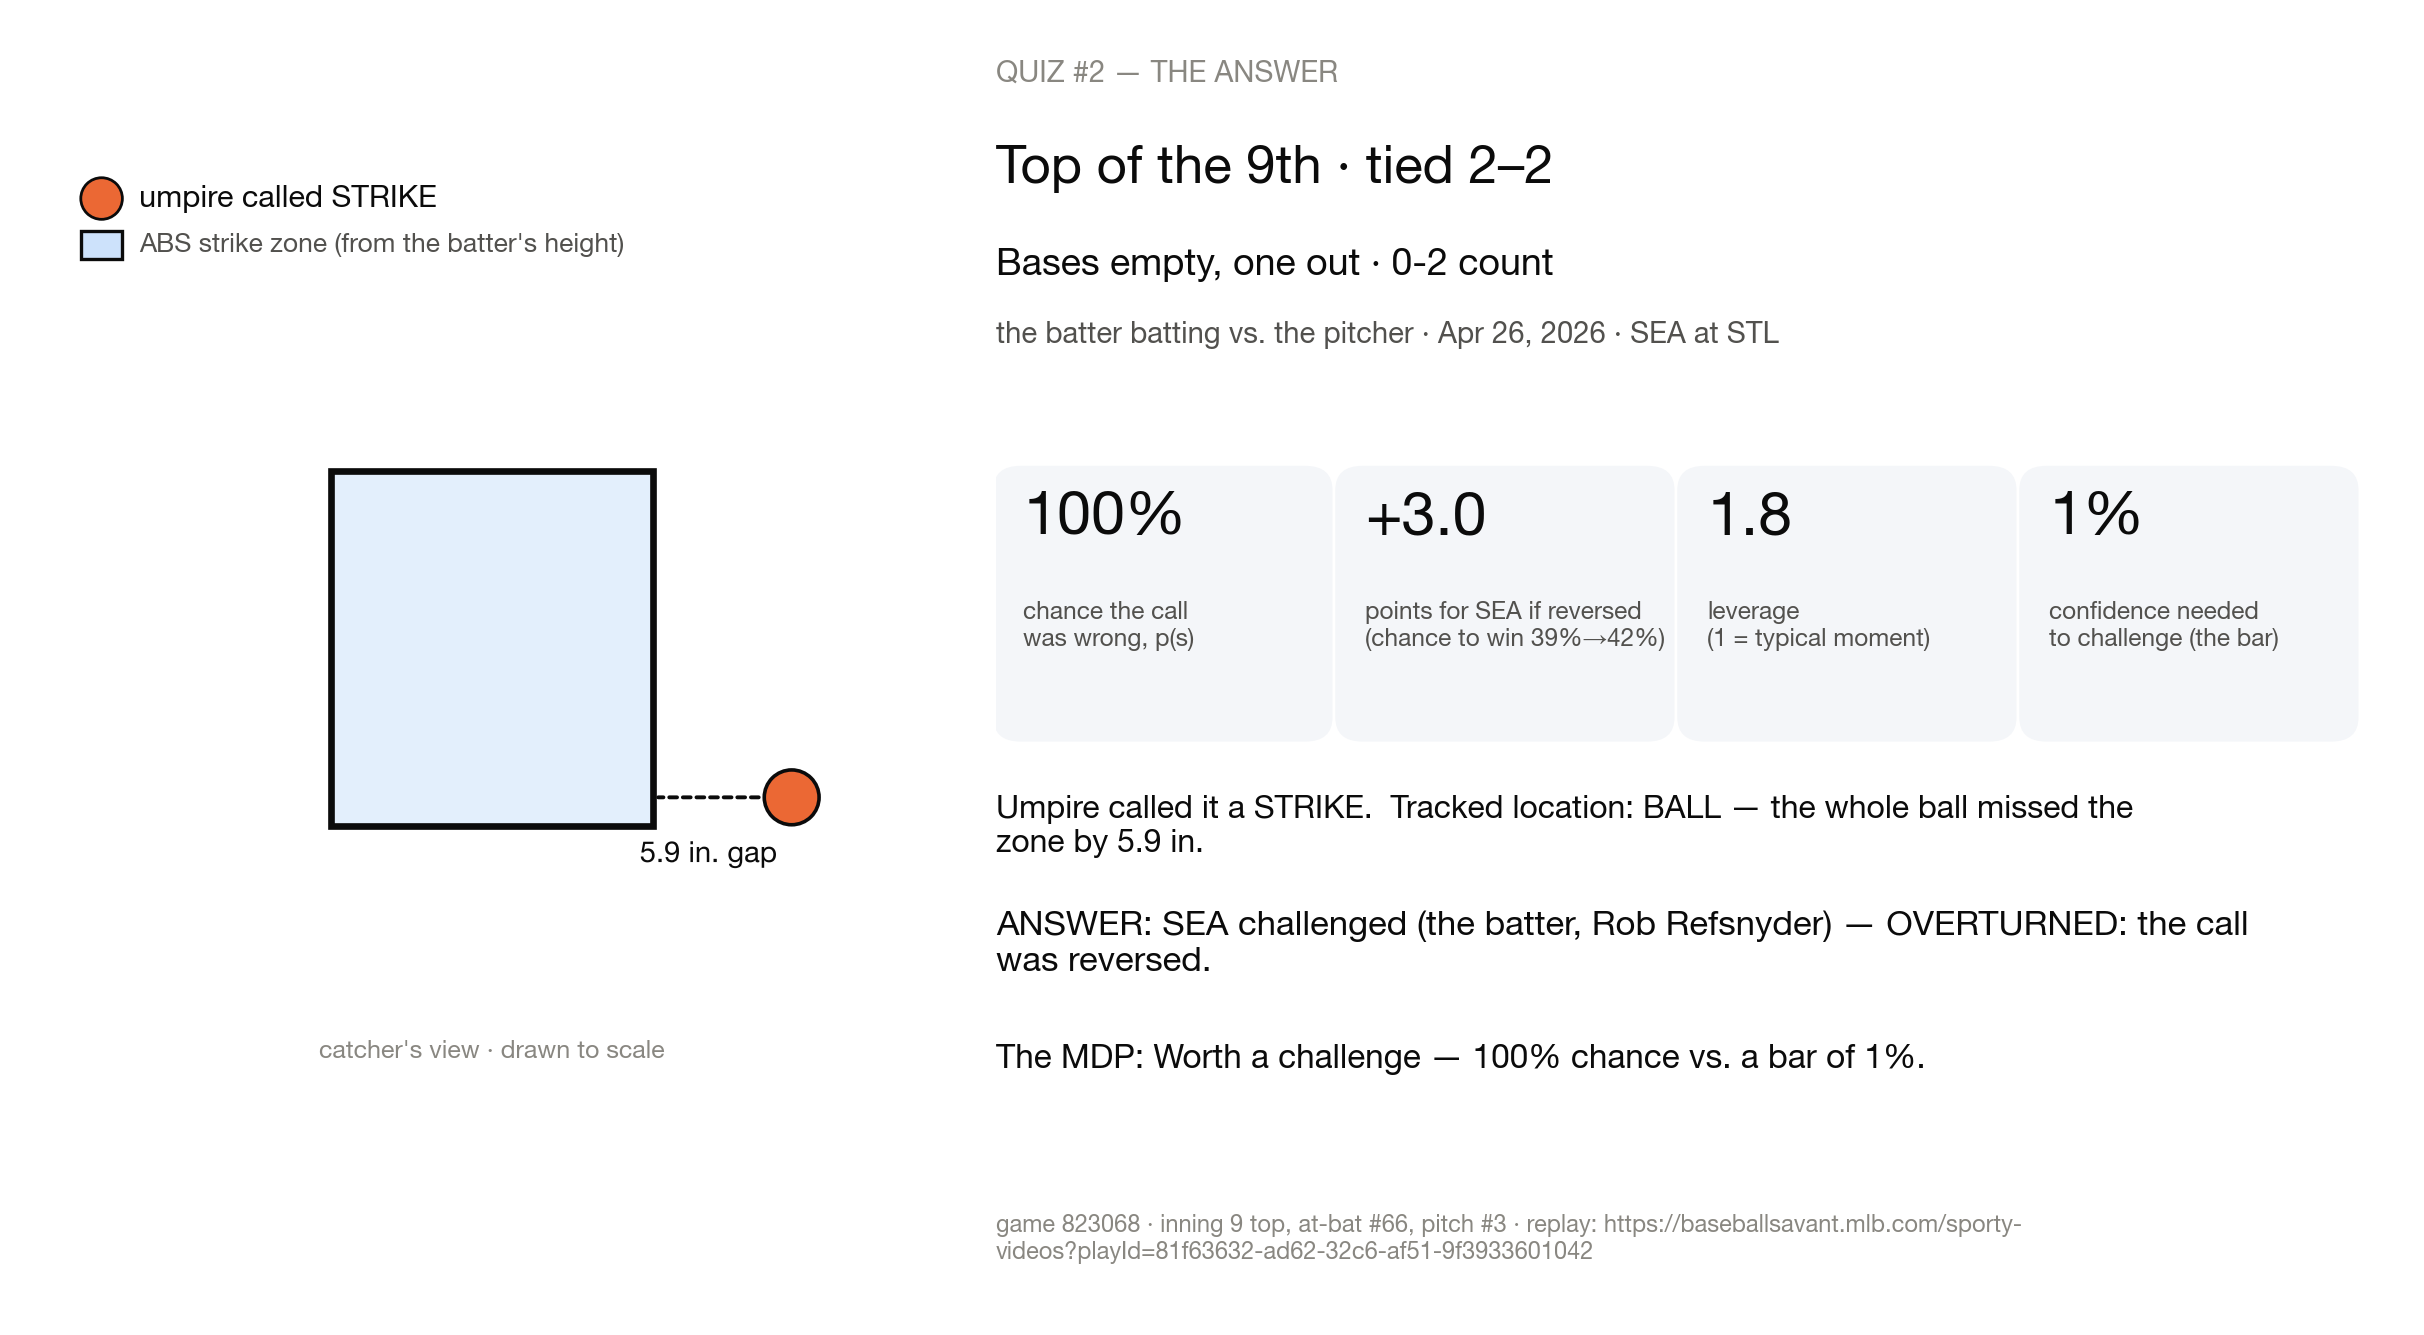 QUIZ #2 — THE ANSWER
umpire called STRIKE
ABS strike zone (from the batter's height)
Top of the 9th · tied 2–2
Bases empty, one out · 0-2 count
the batter batting vs. the pitcher · Apr 26, 2026 · SEA at STL
100%
chance the call
was wrong, p(s)
+3.0
points for SEA if reversed
(chance to win 39%→42%)
1.8
leverage
(1 = typical moment)
1%
confidence needed
to challenge (the bar)
5.9 in. gap
catcher's view · drawn to scale
Umpire called it a STRIKE.  Tracked location: BALL — the whole ball missed the
zone by 5.9 in.
ANSWER: SEA challenged (the batter, Rob Refsnyder) — OVERTURNED: the call
was reversed.
The MDP: Worth a challenge — 100% chance vs. a bar of 1%.
game 823068 · inning 9 top, at-bat #66, pitch #3 · replay: https://baseballsavant.mlb.com/sporty-
videos?playId=81f63632-ad62-32c6-af51-9f3933601042